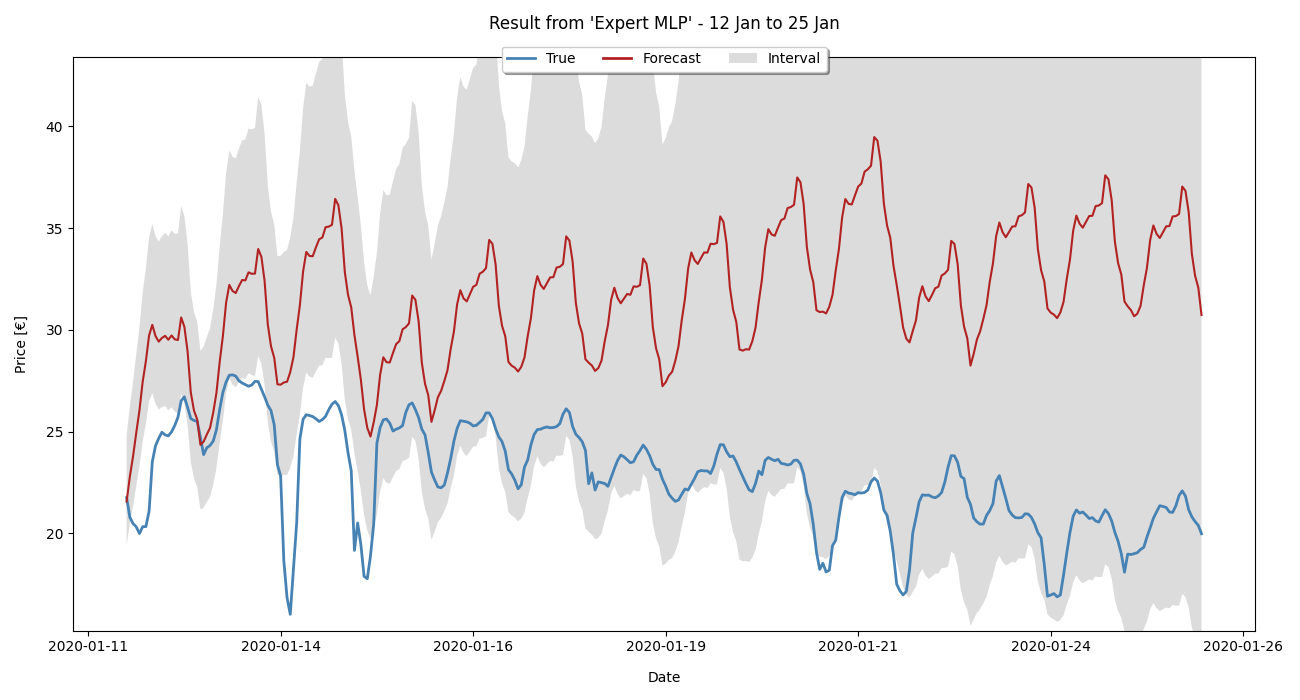 Result from 'Expert MLP' - 12 Jan to 25 Jan
True Forecast Interval
Price [€]
40
35
30
25
20
2020-01-11 2020-01-14 2020-01-16 2020-01-19 2020-01-21 2020-01-24 2020-01-26
Date